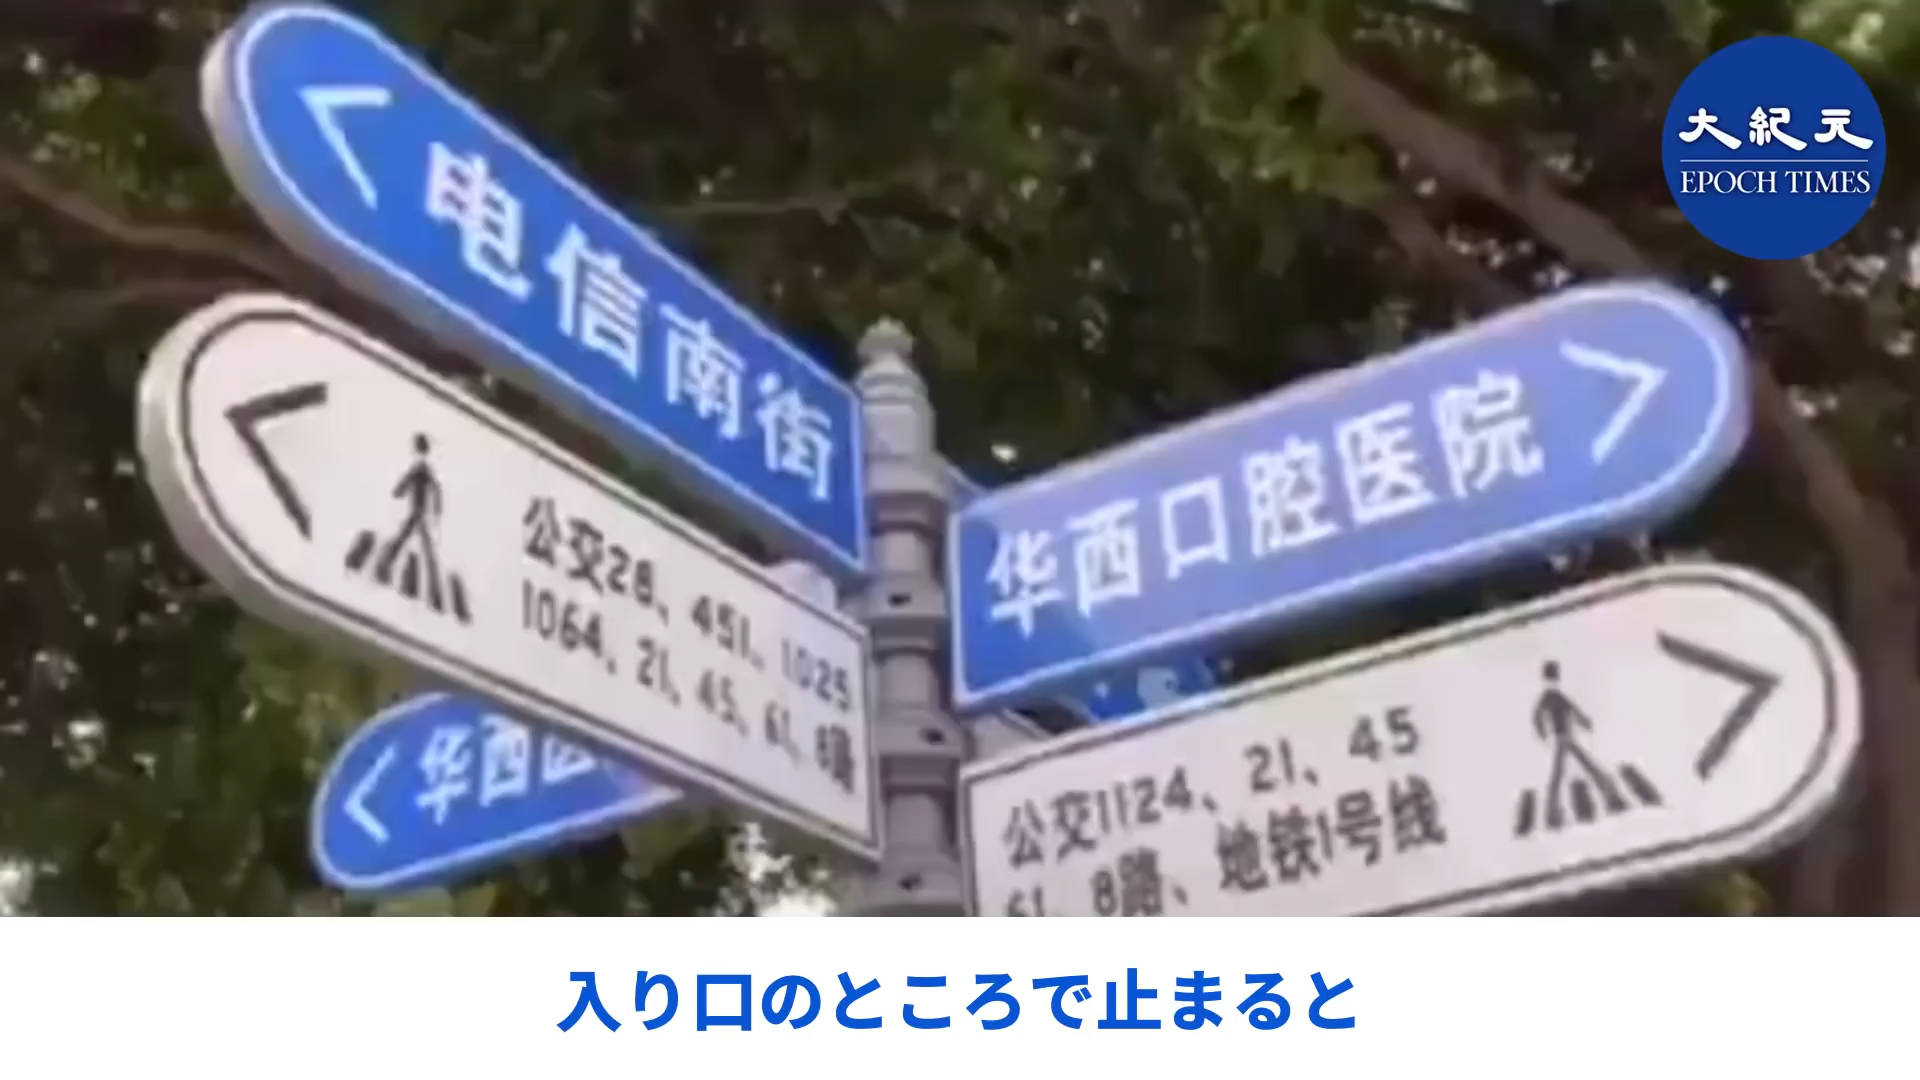 大紀元
EPOCH TIMES
电信南街
公交28、451、1025
1064、21、45、61、8路
华西口腔医院
公交1124、21、45
61、8路、地铁1号线
华西医
入り口のところで止まると